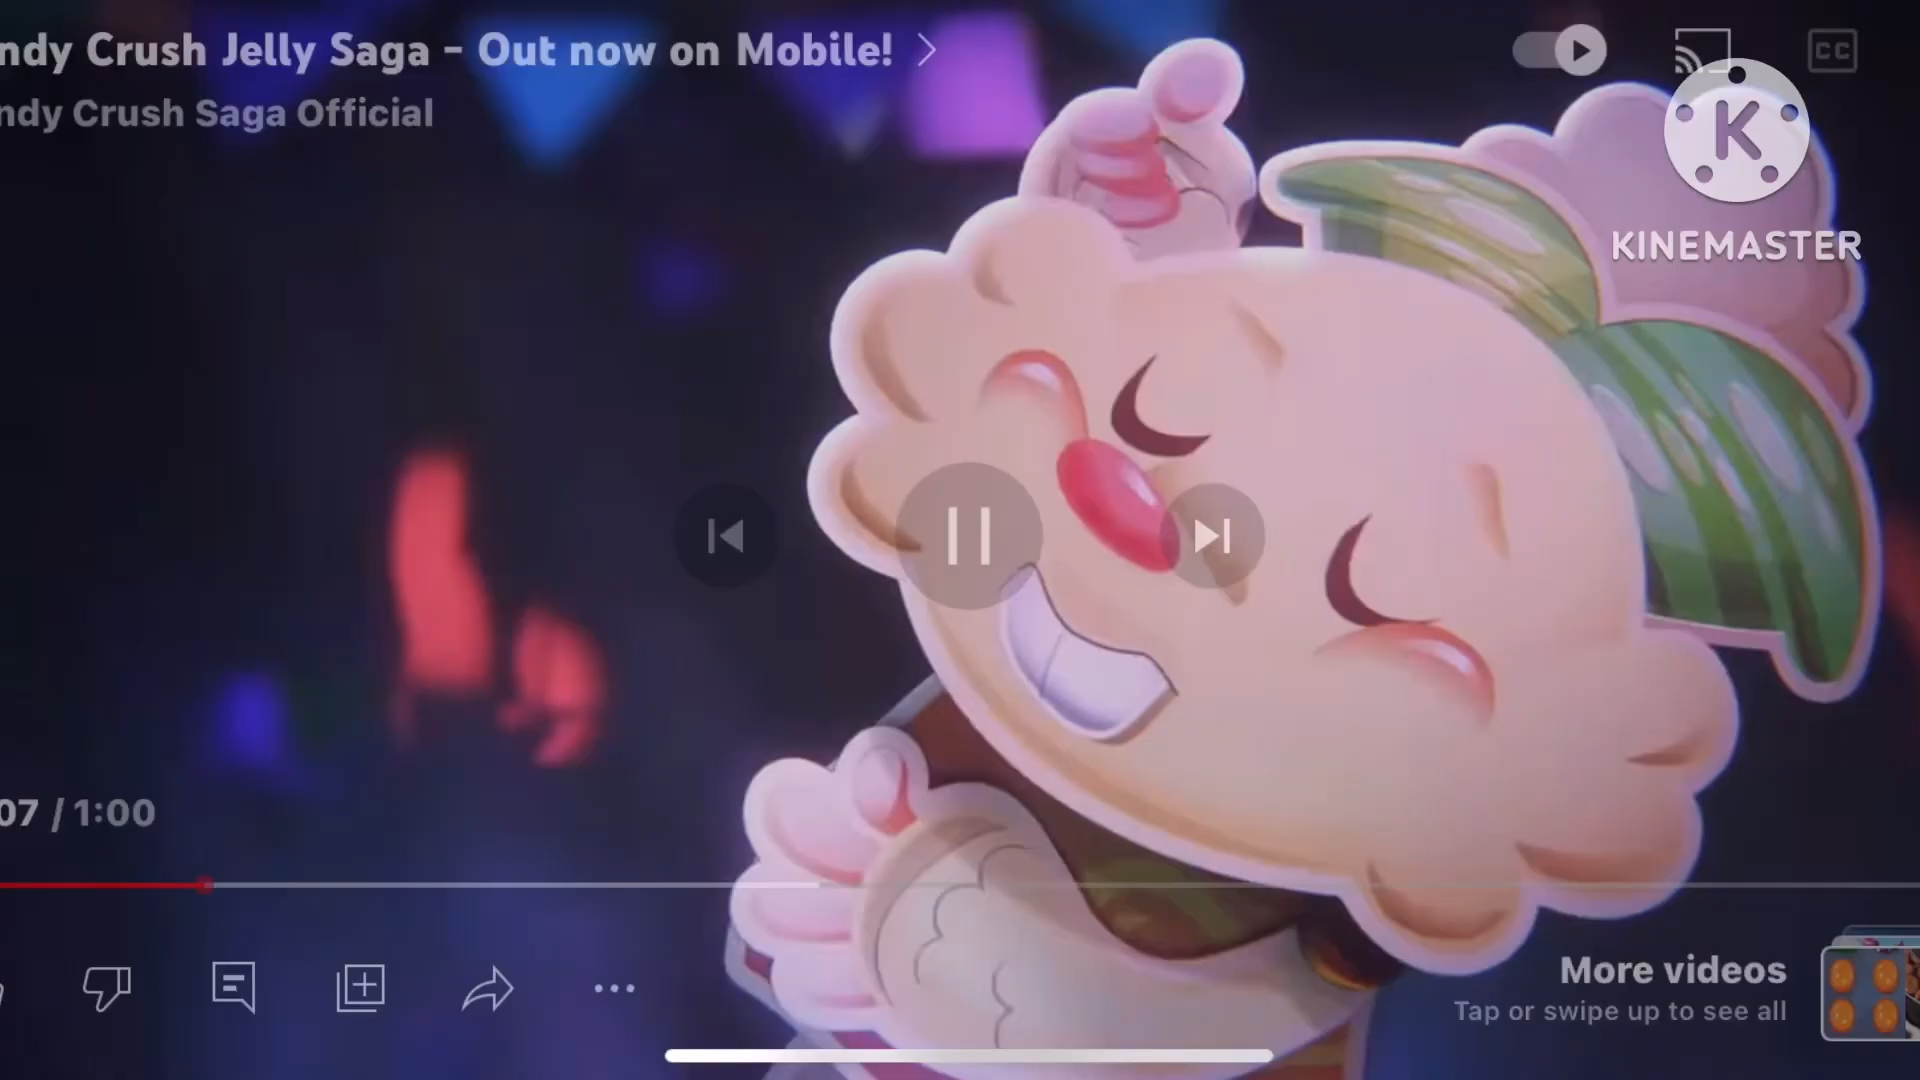 ndy Crush Jelly Saga - Out now on Mobile!
ndy Crush Saga Official
CC
K
KINEMASTER
07 / 1:00
More videos
Tap or swipe up to see all